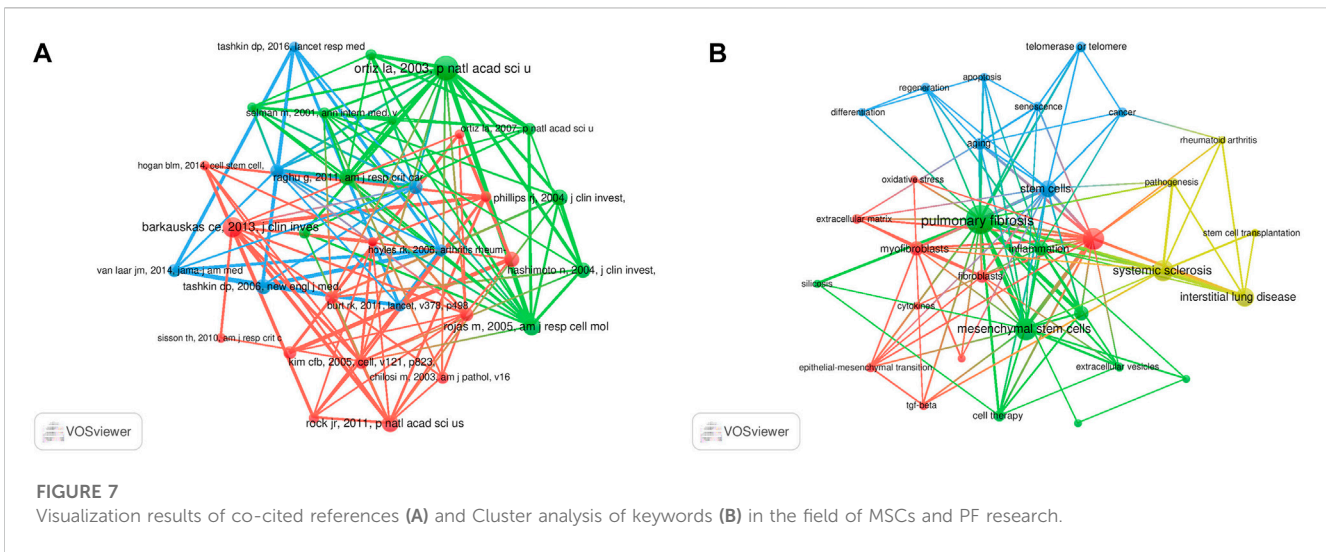 A
tashkin dp, 2016, lancet resp med
ortiz la, 2003, p natl acad sci u
selman m, 2001, ann intern med, v
ortiz la, 2007, p natl acad sci u
hogan blm, 2014, cell stem cell,
raghu g, 2011, am j resp crit car
phillips rj, 2004, j clin invest,
barkauskas ce, 2013, j clin inves
hoyles rk, 2006, arthritis rheum-
van laar jm, 2014, jama-j am med
hashimoto n, 2004, j clin invest,
tashkin dp, 2006, new engl j med,
burt rk, 2011, lancet, v378, p498
rojas m, 2005, am j resp cell mol
sisson th, 2010, am j resp crit c
kim cfb, 2005, cell, v121, p823,
chilosi m, 2003, am j pathol, v16
rock jr, 2011, p natl acad sci us
VOSviewer
B
telomerase or telomere
apoptosis
regeneration
differentiation
senescence
cancer
aging
rheumatoid arthritis
oxidative stress
stem cells
pathogenesis
extracellular matrix
pulmonary fibrosis
stem cell transplantation
myofibroblasts
inflammation
systemic sclerosis
fibroblasts
silicosis
interstitial lung disease
cytokines
mesenchymal stem cells
epithelial-mesenchymal transition
extracellular vesicles
tgf-beta
cell therapy
VOSviewer
FIGURE 7
Visualization results of co-cited references (A) and Cluster analysis of keywords (B) in the field of MSCs and PF research.